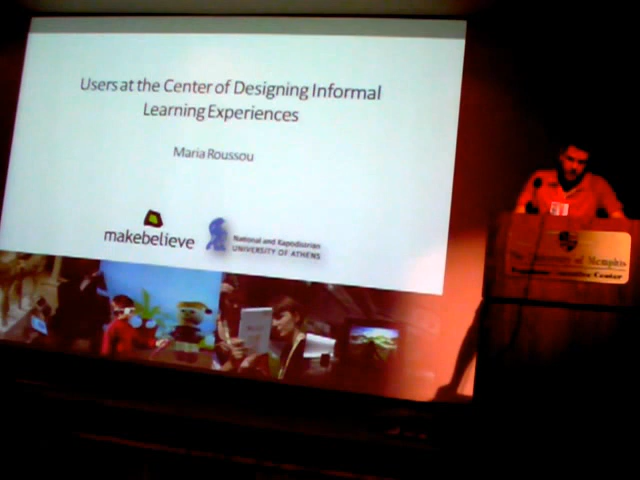 Users at the Center of Designing Informal
Learning Experiences
Maria Roussou
makebelieve
National and Kapodistrian
UNIVERSITY OF ATHENS
The University of Memphis
Center